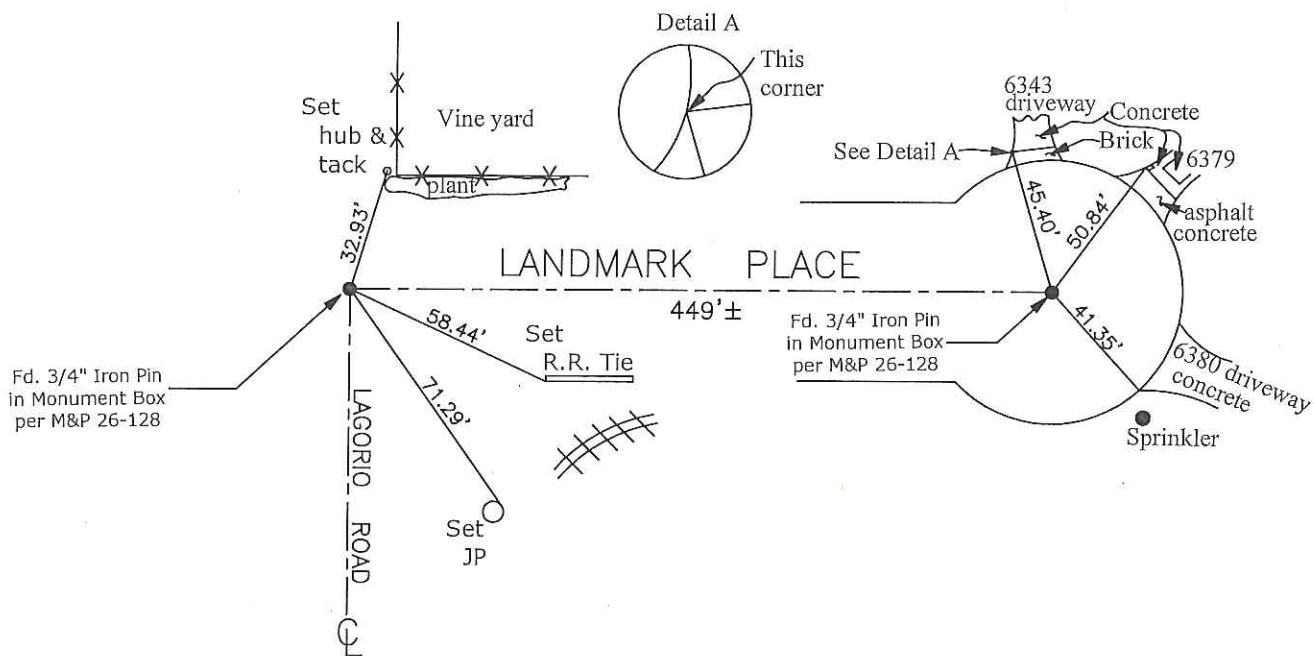 Detail A
This
corner
Set
hub &
tack
Vine yard
plant
32.93'
6343
driveway
Concrete
Brick
See Detail A
6379
asphalt
concrete
45.40'
50.84'
LANDMARK PLACE
449'±
Fd. 3/4" Iron Pin
in Monument Box
per M&P 26-128
41.35'
58.44'
Set
R.R. Tie
71.29'
Fd. 3/4" Iron Pin
in Monument Box
per M&P 26-128
6380 driveway
concrete
Sprinkler
LAGORIO ROAD
Set
JP
CL